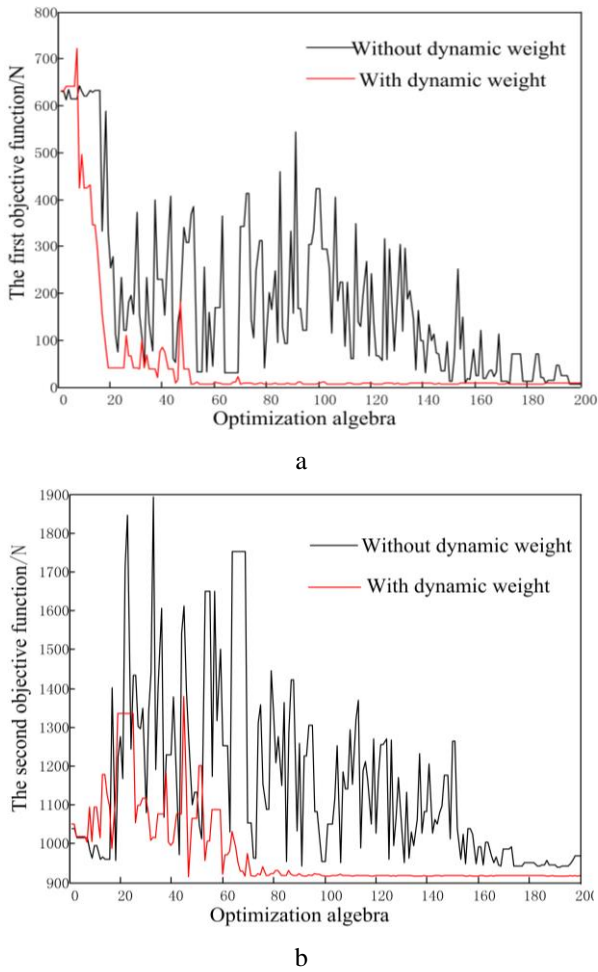 800
700
600
500
400
300
200
100
0
The first objective function/N
Without dynamic weight
With dynamic weight
0 20 40 60 80 100 120 140 160 180 200
Optimization algebra
a
1900
1800
1700
1600
1500
1400
1300
1200
1100
1000
900
The second objective function/N
Without dynamic weight
With dynamic weight
0 20 40 60 80 100 120 140 160 180 200
Optimization algebra
b